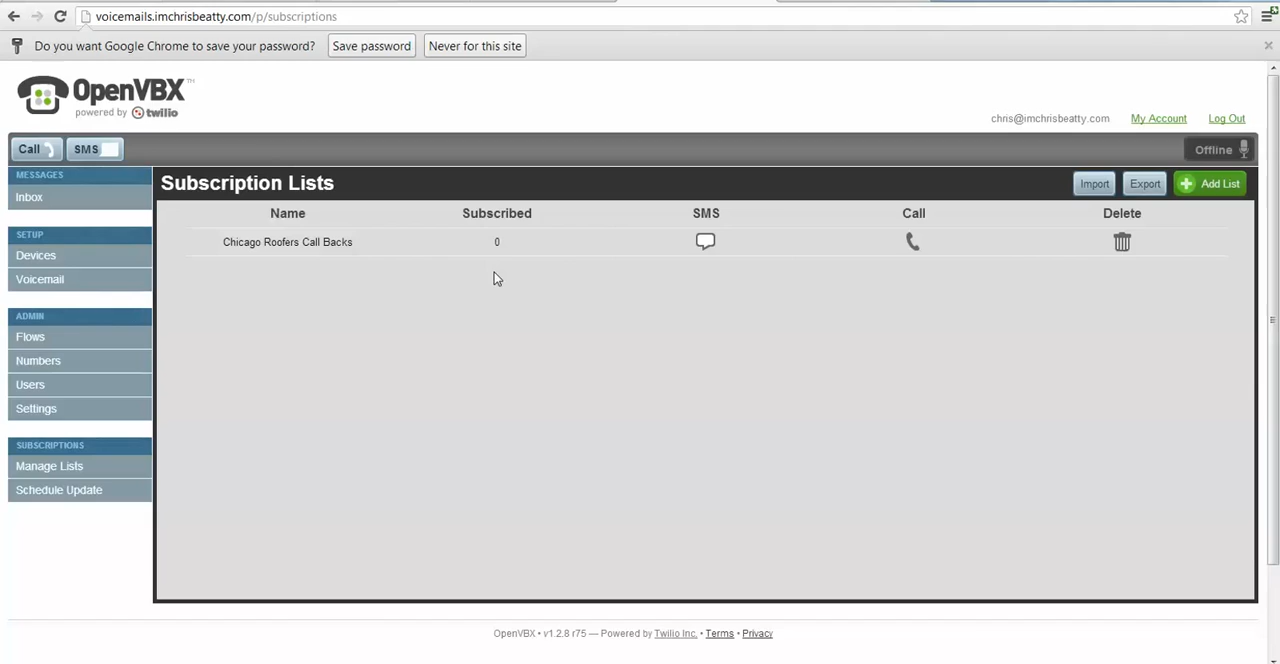 voicemails.imchrisbeatty.com/p/subscriptions
Do you want Google Chrome to save your password? Save password Never for this site
OpenVBX™
powered by twilio
chris@imchrisbeatty.com My Account Log Out
Call SMS Offline
MESSAGES
Inbox
SETUP
Devices
Voicemail
ADMIN
Flows
Numbers
Users
Settings
SUBSCRIPTIONS
Manage Lists
Schedule Update
Subscription Lists Import Export Add List
Name Subscribed SMS Call Delete
Chicago Roofers Call Backs 0
OpenVBX • v1.2.8 r75 — Powered by Twilio Inc. • Terms • Privacy